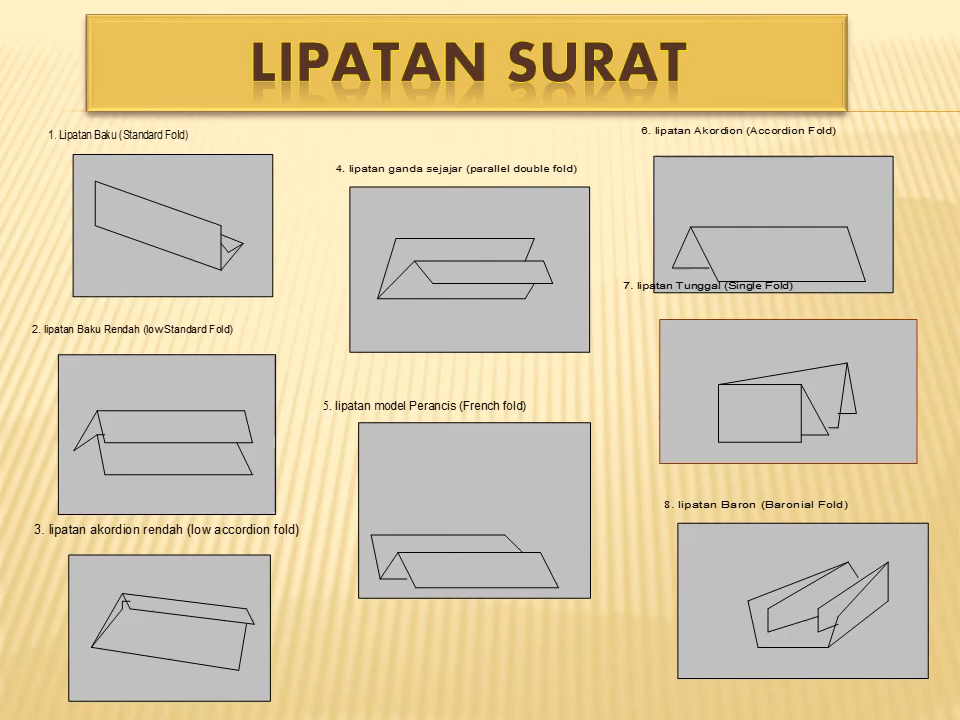 LIPATAN SURAT
1. Lipatan Baku (Standard Fold)
2. lipatan Baku Rendah (low Standard Fold)
3. lipatan akordion rendah (low accordion fold)
4. lipatan ganda sejajar (parallel double fold)
5. lipatan model Perancis (French fold)
6. lipatan Akordion (Accordion Fold)
7. lipatan Tunggal (Single Fold)
8. lipatan Baron (Baronial Fold)